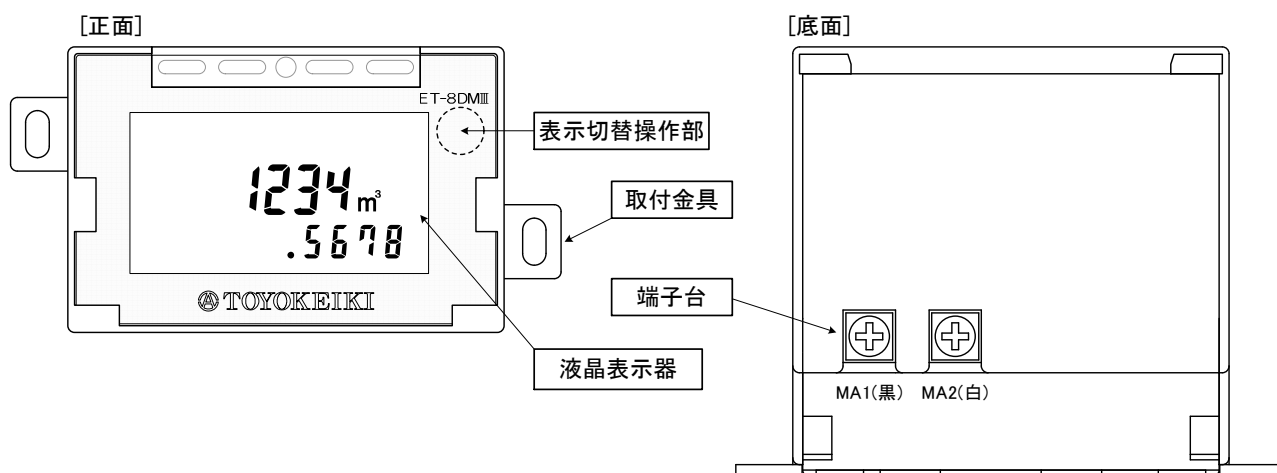 [正面]
ET-8DMⅢ
表示切替操作部
1234m³
.5678
取付金具
TOYOKEIKI
液晶表示器
[底面]
端子台
MA1(黒) MA2(白)